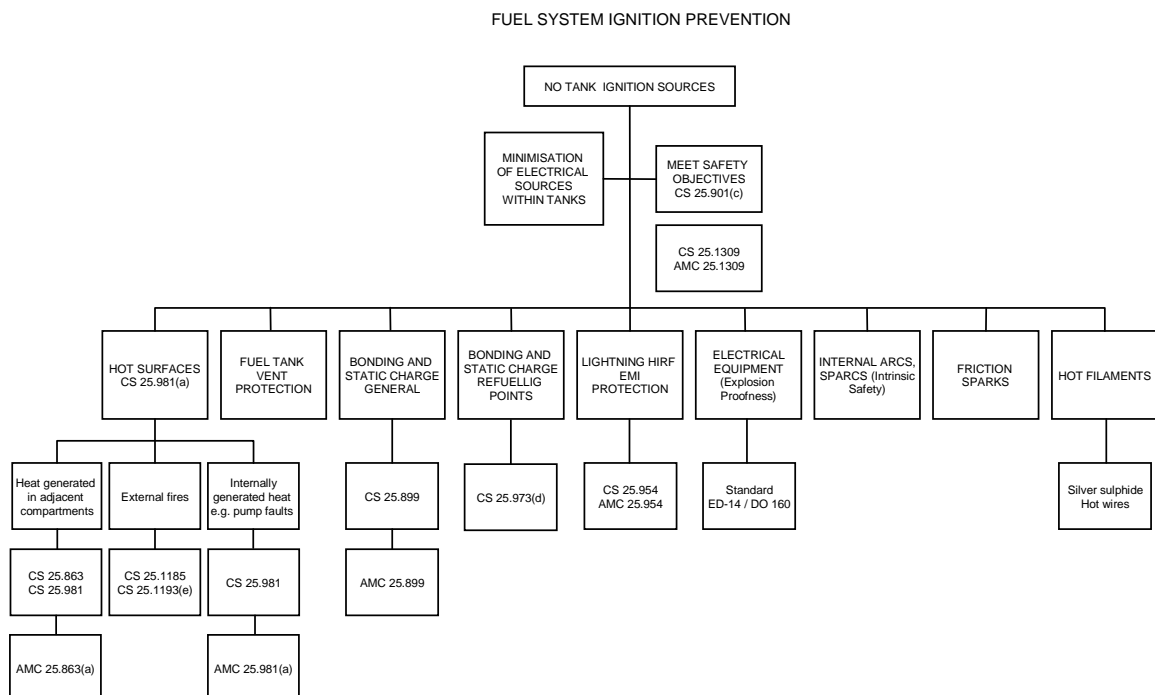 FUEL SYSTEM IGNITION PREVENTION
NO TANK IGNITION SOURCES
MINIMISATION
OF ELECTRICAL
SOURCES
WITHIN TANKS
MEET SAFETY
OBJECTIVES
CS 25.901(c)
CS 25.1309
AMC 25.1309
HOT SURFACES
CS 25.981(a)
FUEL TANK
VENT
PROTECTION
BONDING AND
STATIC CHARGE
GENERAL
BONDING AND
STATIC CHARGE
REFUELLIG
POINTS
LIGHTNING HIRF
EMI
PROTECTION
ELECTRICAL
EQUIPMENT
(Explosion
Proofness)
INTERNAL ARCS,
SPARCS (Intrinsic
Safety)
FRICTION
SPARKS
HOT FILAMENTS
Heat generated
in adjacent
compartments
External fires
Internally
generated heat
e.g. pump faults
CS 25.899
CS 25.973(d)
CS 25.954
AMC 25.954
Standard
ED-14 / DO 160
Silver sulphide
Hot wires
CS 25.863
CS 25.981
CS 25.1185
CS 25.1193(e)
CS 25.981
AMC 25.899
AMC 25.863(a)
AMC 25.981(a)